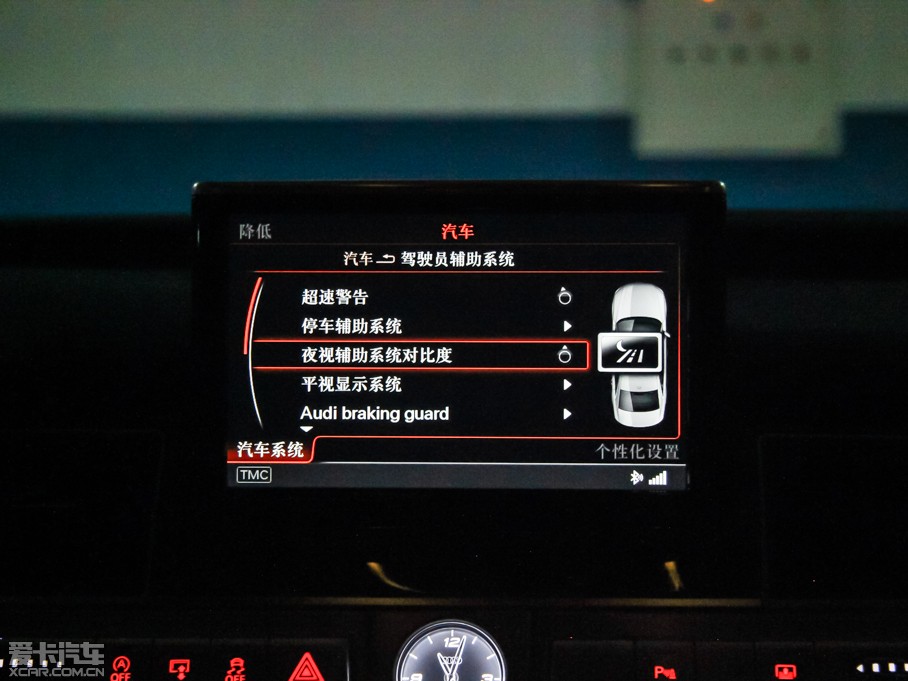 降低
汽车
汽车 驾驶员辅助系统
超速警告
停车辅助系统
夜视辅助系统对比度
平视显示系统
Audi braking guard
汽车系统
个性化设置
TMC
12
9
3
A
OFF
OFF
P
爱卡汽车
XCAR.COM.CN